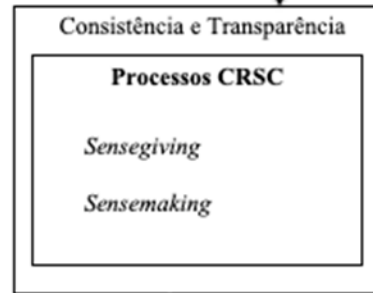 Consistência e Transparência
Processos CRSC
Sensegiving
Sensemaking